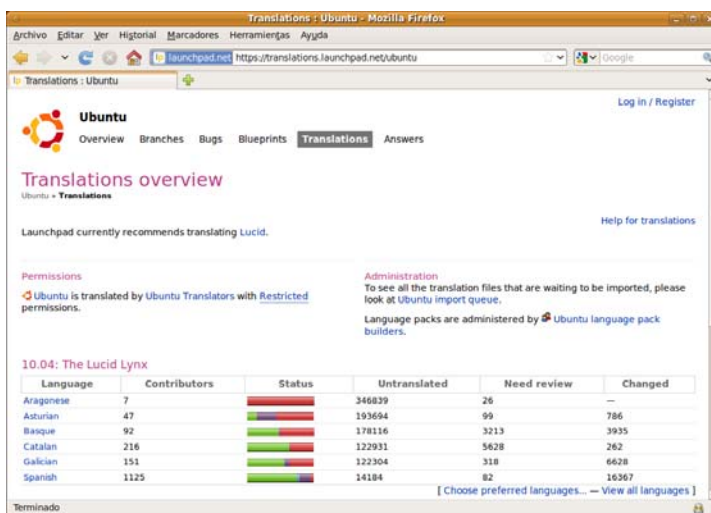 Translations : Ubuntu - Mozilla Firefox
Archivo Editar Ver Historial Marcadores Herramientas Ayuda
launchpad.net https://translations.launchpad.net/ubuntu Google
Translations : Ubuntu
Log in / Register
Ubuntu
Overview Branches Bugs Blueprints Translations Answers
Translations overview
Ubuntu » Translations
Help for translations
Launchpad currently recommends translating Lucid.
Permissions
Ubuntu is translated by Ubuntu Translators with Restricted
permissions.
Administration
To see all the translation files that are waiting to be imported, please
look at Ubuntu import queue.
Language packs are administered by Ubuntu language pack
builders.
10.04: The Lucid Lynx
Language Contributors Status Untranslated Need review Changed
Aragonese 7 346839 26 —
Asturian 47 193694 99 786
Basque 92 178116 3213 3935
Catalan 216 122931 5628 262
Galician 151 122304 318 6628
Spanish 1125 14184 82 16367
[ Choose preferred languages... — View all languages ]
Terminado